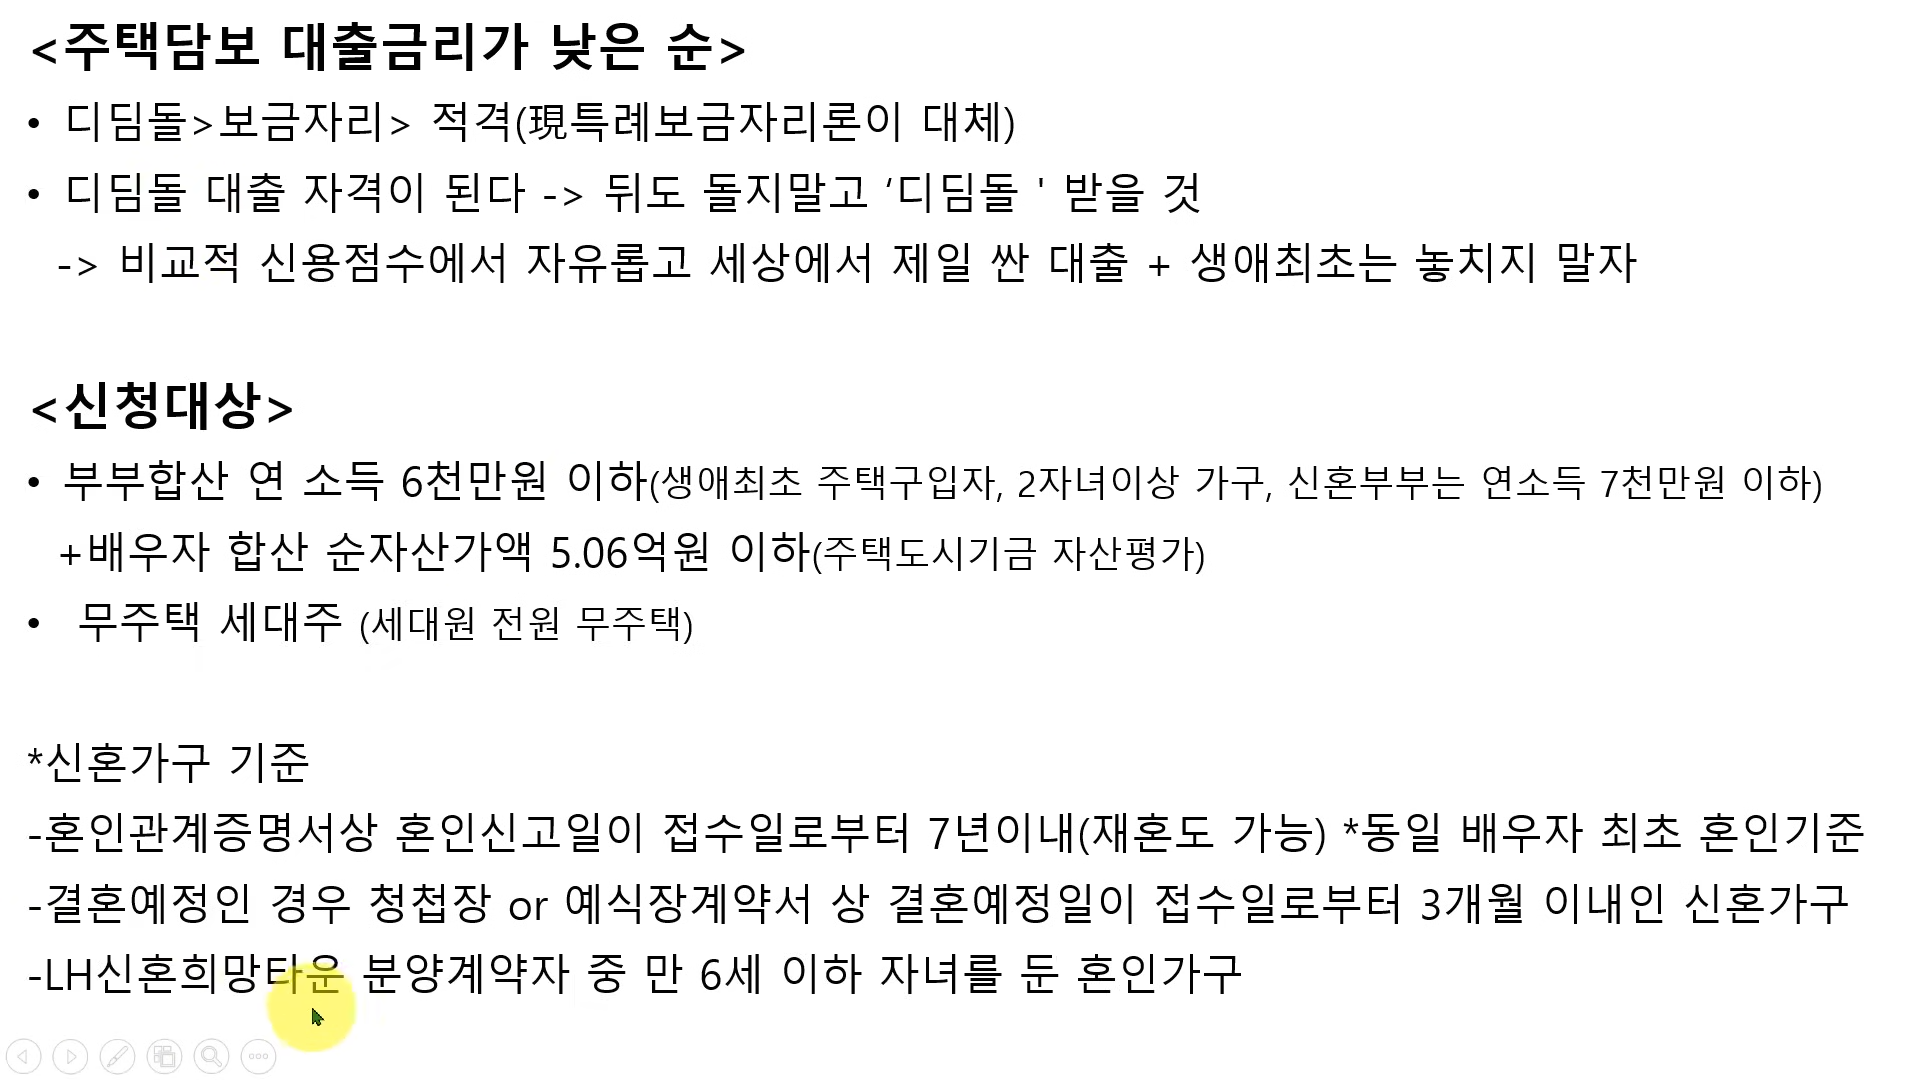 <주택담보 대출금리가 낮은 순>
• 디딤돌>보금자리> 적격(現특례보금자리론이 대체)
• 디딤돌 대출 자격이 된다 -> 뒤도 돌지말고 ‘디딤돌 ' 받을 것
-> 비교적 신용점수에서 자유롭고 세상에서 제일 싼 대출 + 생애최초는 놓치지 말자
<신청대상>
• 부부합산 연 소득 6천만원 이하(생애최초 주택구입자, 2자녀이상 가구, 신혼부부는 연소득 7천만원 이하)
+배우자 합산 순자산가액 5.06억원 이하(주택도시기금 자산평가)
• 무주택 세대주 (세대원 전원 무주택)
*신혼가구 기준
-혼인관계증명서상 혼인신고일이 접수일로부터 7년이내(재혼도 가능) *동일 배우자 최초 혼인기준
-결혼예정인 경우 청첩장 or 예식장계약서 상 결혼예정일이 접수일로부터 3개월 이내인 신혼가구
-LH신혼희망타운 분양계약자 중 만 6세 이하 자녀를 둔 혼인가구